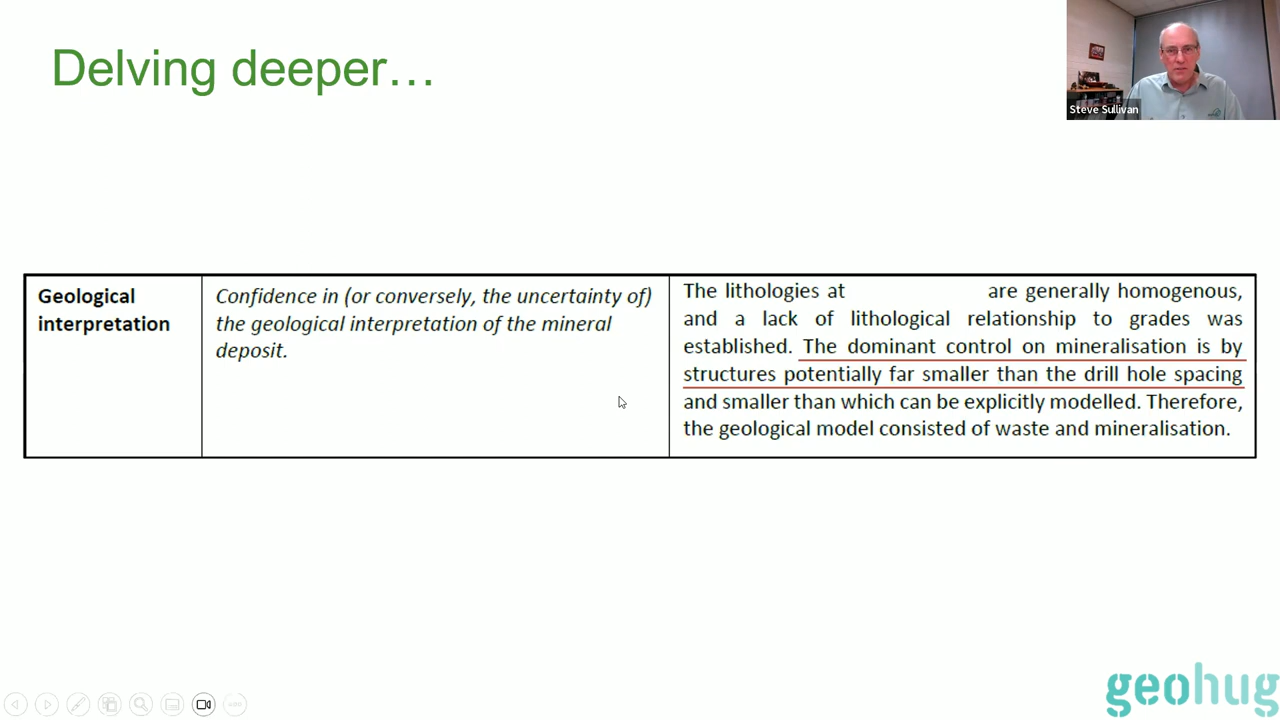 Delving deeper…
Steve Sullivan
Geological
interpretation
Confidence in (or conversely, the uncertainty of)
the geological interpretation of the mineral
deposit.
The lithologies at are generally homogenous,
and a lack of lithological relationship to grades was
established. The dominant control on mineralisation is by
structures potentially far smaller than the drill hole spacing
and smaller than which can be explicitly modelled. Therefore,
the geological model consisted of waste and mineralisation.
geohug